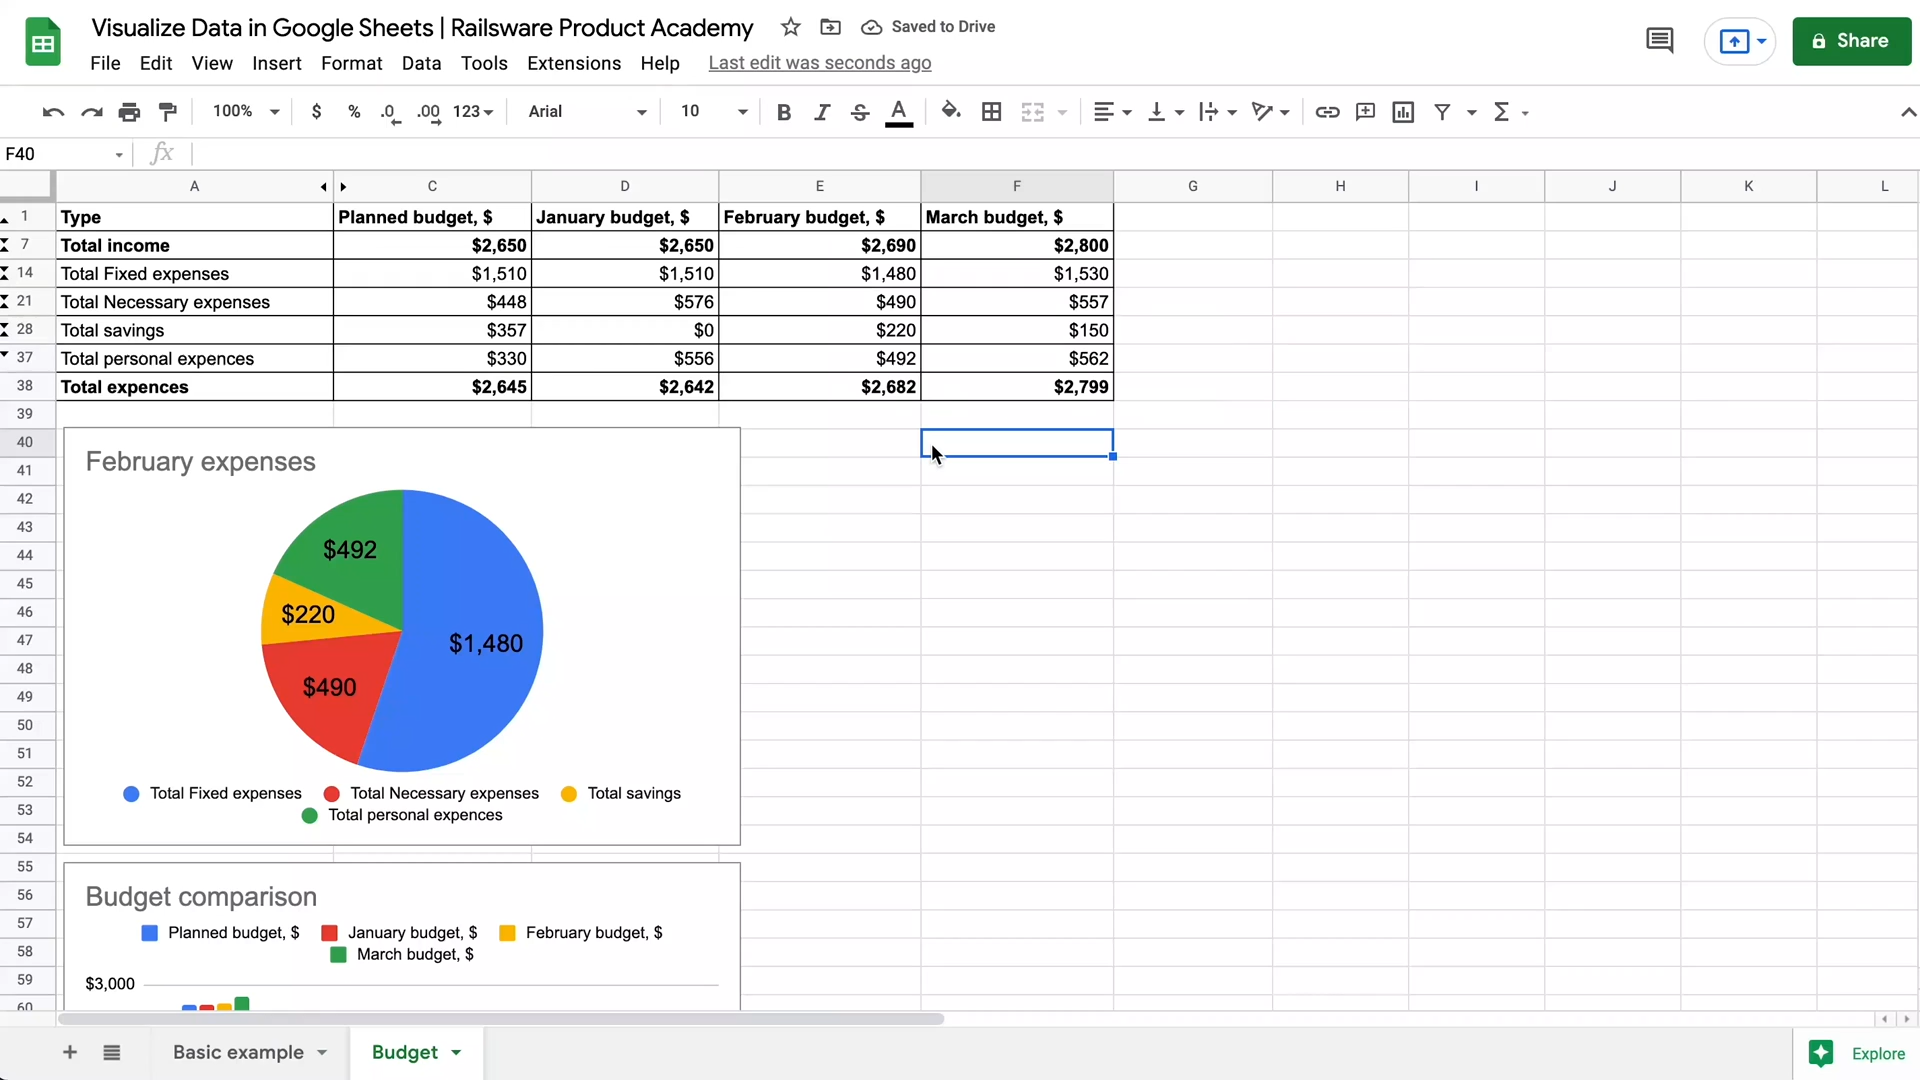 Visualize Data in Google Sheets | Railsware Product Academy Saved to Drive
File Edit View Insert Format Data Tools Extensions Help Last edit was seconds ago
Share
100% $ % .0 .00 123 Arial 10 B I S A
F40 fx
A C D E F G H I J K L
1 Type Planned budget, $ January budget, $ February budget, $ March budget, $
7 Total income $2,650 $2,650 $2,690 $2,800
14 Total Fixed expenses $1,510 $1,510 $1,480 $1,530
21 Total Necessary expenses $448 $576 $490 $557
28 Total savings $357 $0 $220 $150
37 Total personal expences $330 $556 $492 $562
38 Total expences $2,645 $2,642 $2,682 $2,799
39
40
41 February expenses
42
43
44 $492
45
46 $220
47 $1,480
48
49 $490
50
51
52
53 Total Fixed expenses Total Necessary expenses Total savings
Total personal expences
54
55
56 Budget comparison
57 Planned budget, $ January budget, $ February budget, $
58 March budget, $
59 $3,000
60
Basic example Budget Explore